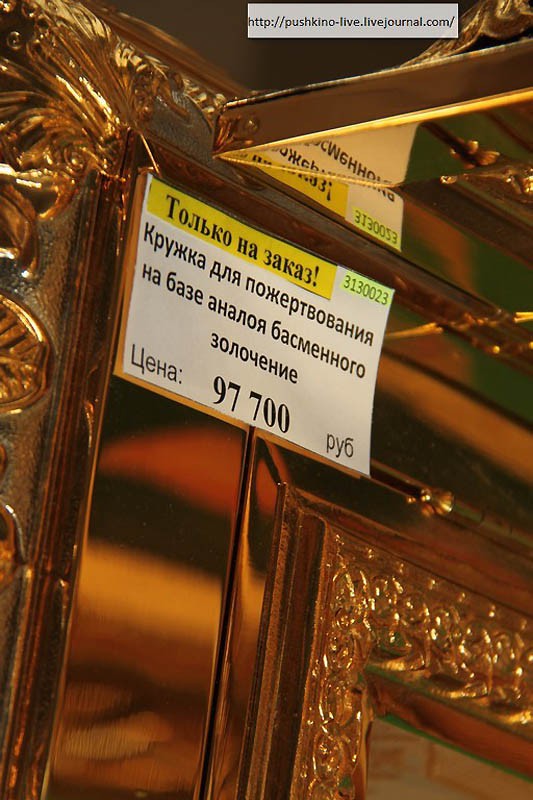 http://pushkino-live.livejournal.com/
Только на заказ!
3130023
Кружка для пожертвования
на базе аналоя басменного
золочение
Цена: 97 700 руб